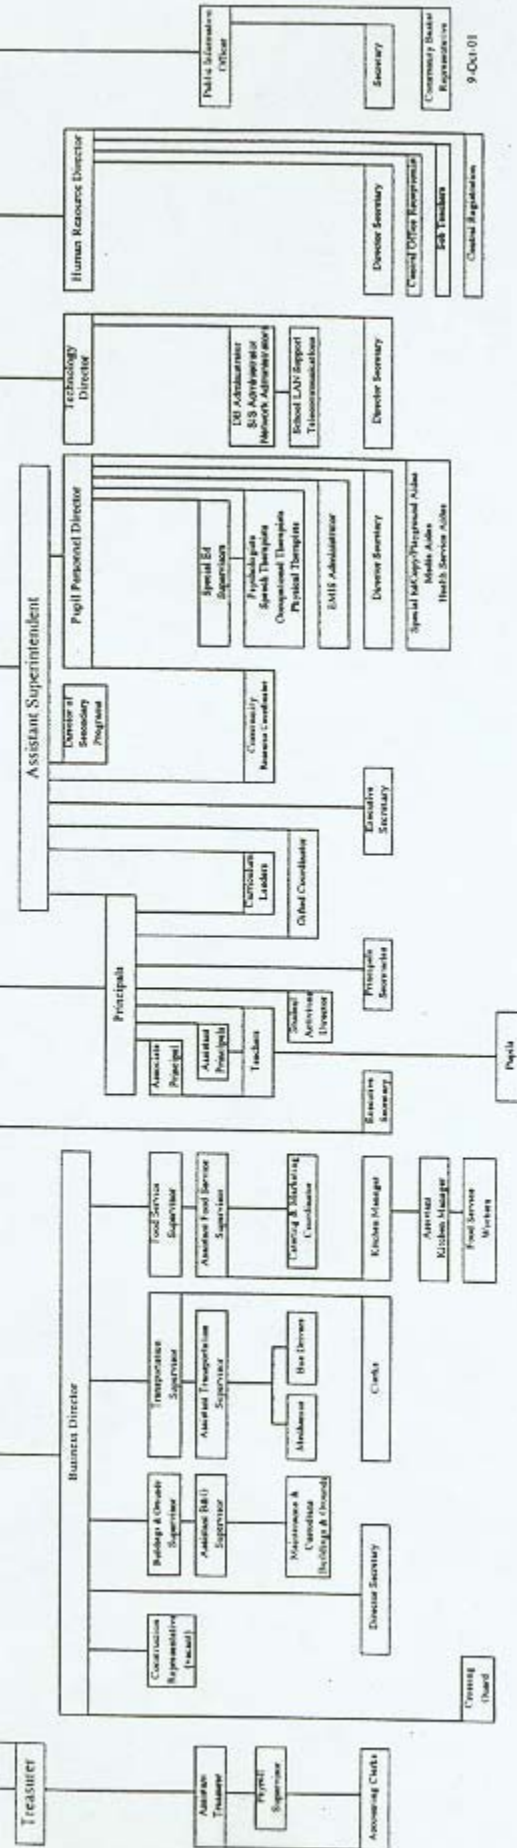 Treasurer
Assistant
Treasurer
Payroll
Supervisor
Accounting Clerks
Business Director
Construction
Representative
(vacant)
Crossing
Guard
Director Secretary
Buildings & Grounds
Supervisor
Assistant B&G
Supervisor
Maintenance &
Custodians
(Buildings & Grounds)
Transportation
Supervisor
Assistant Transportation
Supervisor
Mechanics
Bus Drivers
Clerks
Food Service
Supervisor
Assistant Food Service
Supervisor
Catering & Marketing
Coordinator
Kitchen Manager
Assistant
Kitchen Manager
Food Service
Workers
Executive
Secretary
Assistant Superintendent
Principals
Associate
Principal
Assistant
Principals
Teachers
Pupils
Student
Activities
Director
Principals
Secretaries
Curriculum
Leaders
Gifted Coordinator
Executive
Secretary
Director of
Secondary
Programs
Community
Resource Coordinator
Pupil Personnel Director
Special Ed
Supervisors
Psychologists
Speech Therapists
Occupational Therapists
Physical Therapists
EMIS Administrator
Director Secretary
Special Ed/Copy/Playground Aides
Media Aides
Health Service Aides
Technology
Director
DB Administrator
SIS Administrator
Network Administrators
School LAN Support
Telecommunications
Director Secretary
Human Resource Director
Director Secretary
Central Office Receptionist
Sub Teachers
Central Registration
Public Information
Officer
Secretary
Community
Representative
9-Oct-01